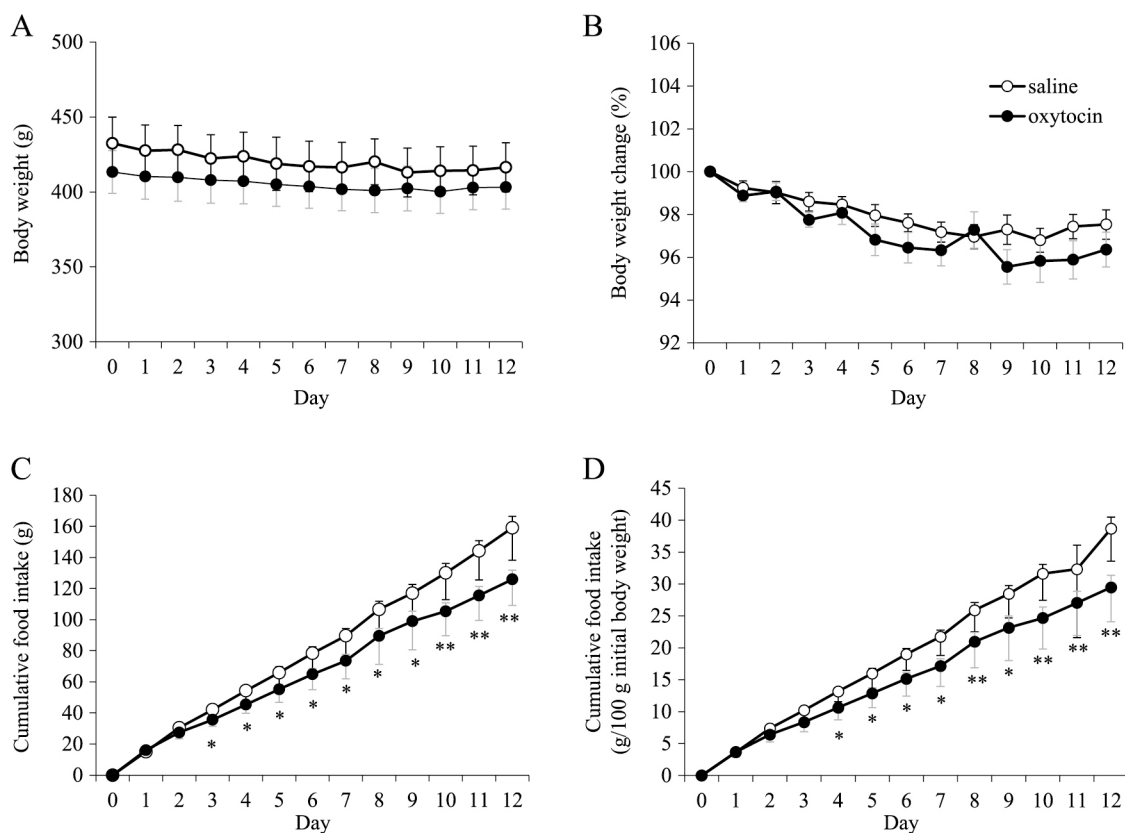 A
500
450
400
350
300
Body weight (g)
0 1 2 3 4 5 6 7 8 9 10 11 12
Day
B
106
104
102
100
98
96
94
92
Body weight change (%)
saline
oxytocin
0 1 2 3 4 5 6 7 8 9 10 11 12
Day
C
180
160
140
120
100
80
60
40
20
0
Cumulative food intake (g)
* * * * * * * ** ** **
0 1 2 3 4 5 6 7 8 9 10 11 12
Day
D
45
40
35
30
25
20
15
10
5
0
Cumulative food intake
(g/100 g initial body weight)
* * * * ** * ** ** **
0 1 2 3 4 5 6 7 8 9 10 11 12
Day